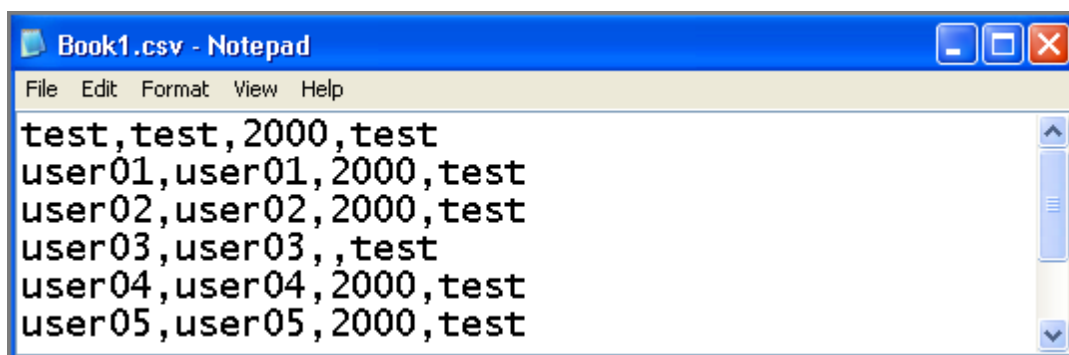 Book1.csv - Notepad
File Edit Format View Help
test,test,2000,test
user01,user01,2000,test
user02,user02,2000,test
user03,user03,,test
user04,user04,2000,test
user05,user05,2000,test